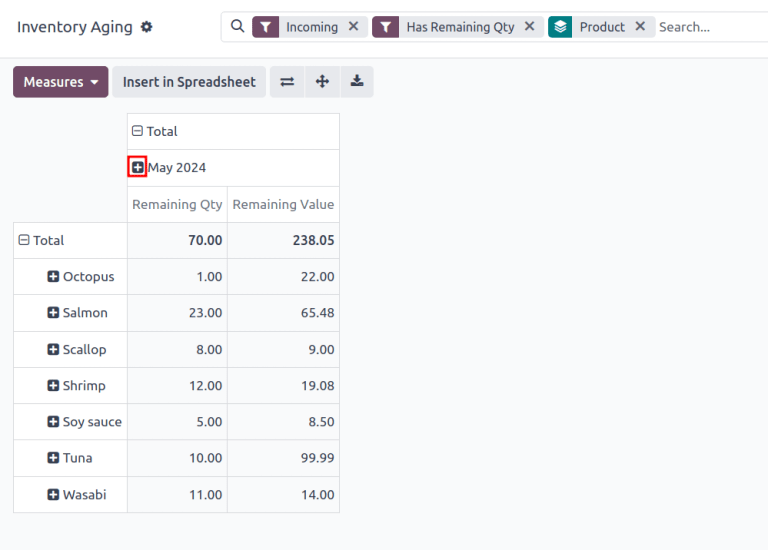 Inventory Aging
Incoming Has Remaining Qty Product Search...
Measures Insert in Spreadsheet
Total
May 2024
Remaining Qty Remaining Value
Total 70.00 238.05
Octopus 1.00 22.00
Salmon 23.00 65.48
Scallop 8.00 9.00
Shrimp 12.00 19.08
Soy sauce 5.00 8.50
Tuna 10.00 99.99
Wasabi 11.00 14.00